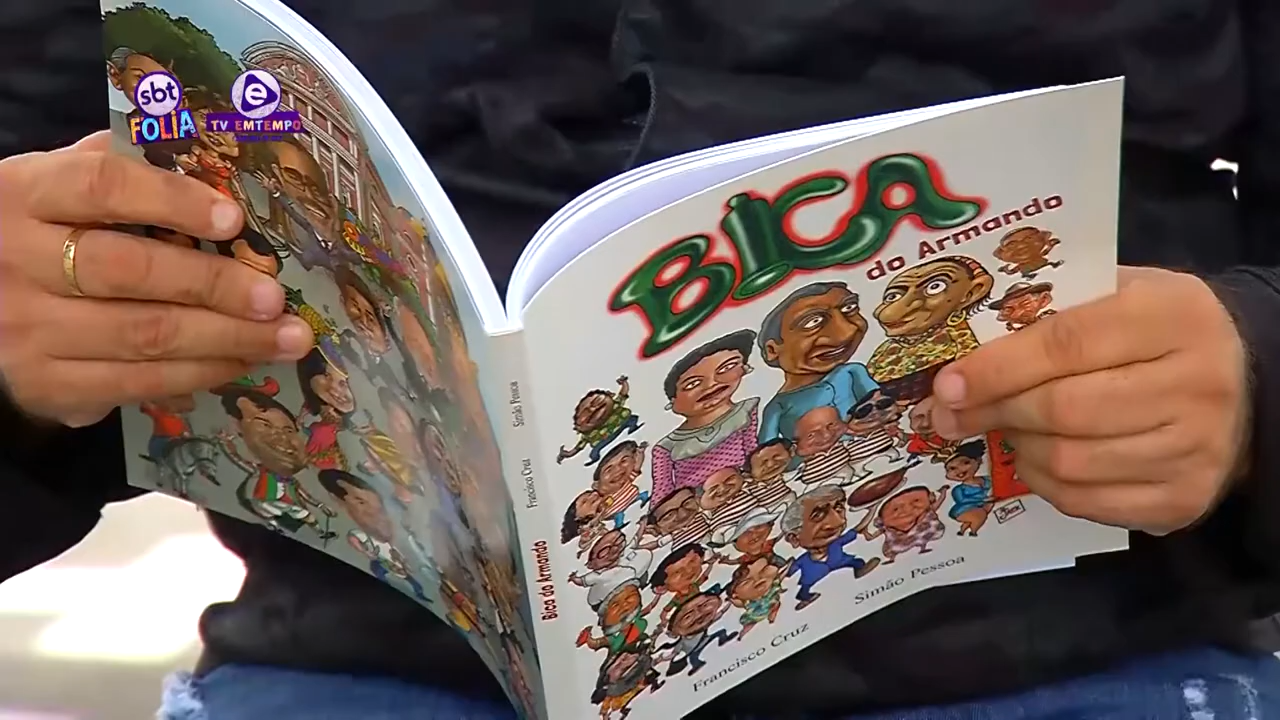 sbt
FOLIA
TV EMTEMPO
BICA
do Armando
Francisco Cruz
Simão Pessoa
Bica do Armando
Francisco Cruz
Simão Pessoa